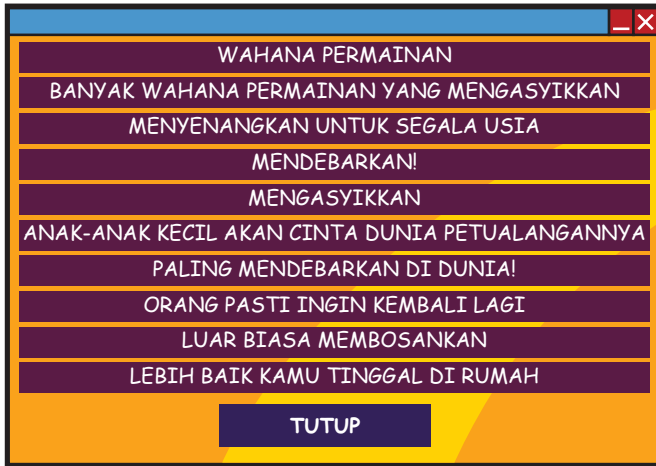 WAHANA PERMAINAN
BANYAK WAHANA PERMAINAN YANG MENGASYIKKAN
MENYENANGKAN UNTUK SEGALA USIA
MENDEBARKAN!
MENGASYIKKAN
ANAK-ANAK KECIL AKAN CINTA DUNIA PETUALANGANNYA
PALING MENDEBARKAN DI DUNIA!
ORANG PASTI INGIN KEMBALI LAGI
LUAR BIASA MEMBOSANKAN
LEBIH BAIK KAMU TINGGAL DI RUMAH
TUTUP